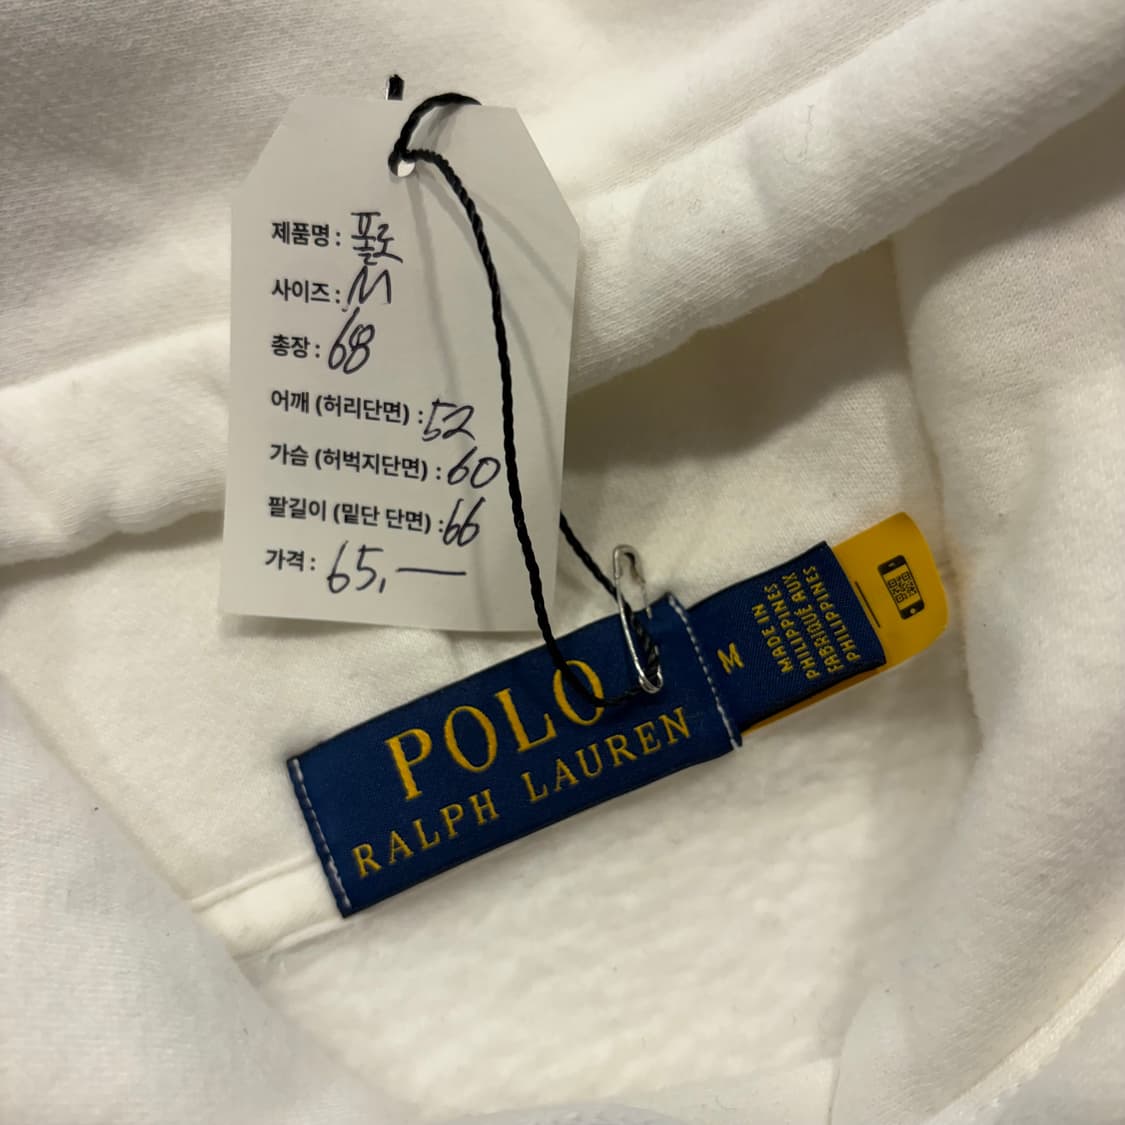 제품명 : 폴로
사이즈 : M
총장 : 68
어깨 (허리단면) : 52
가슴 (허벅지단면) : 60
팔길이 (밑단 단면) : 66
가격 : 65,—
POLO
RALPH LAUREN
M
MADE IN
PHILIPPINES
FABRIQUÉ AUX
PHILIPPINES